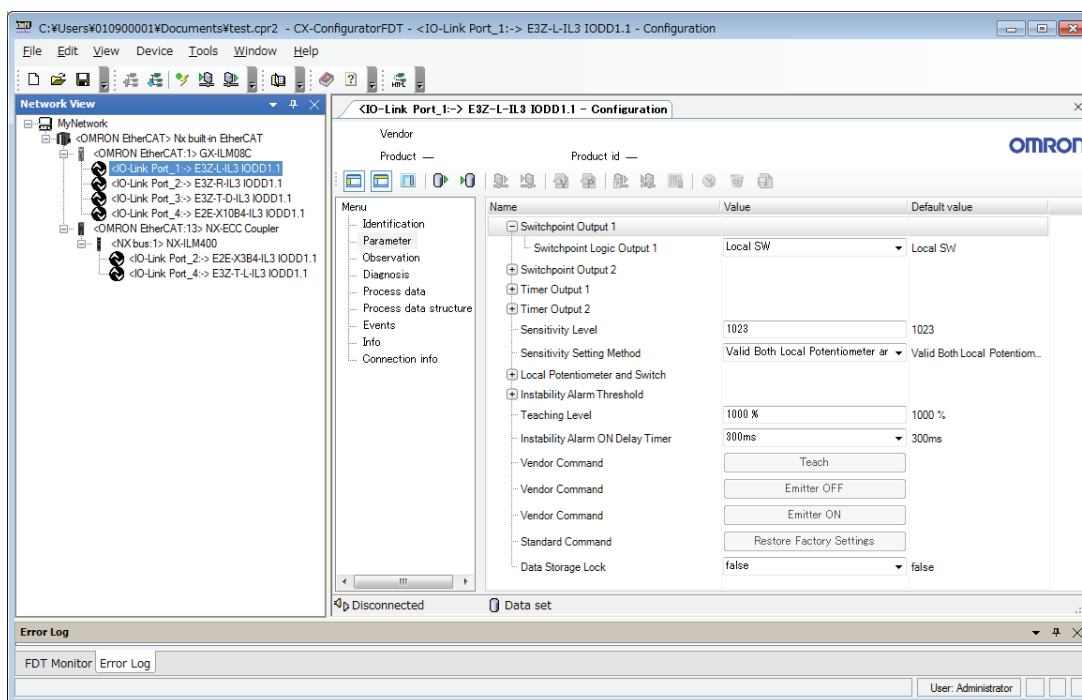 C:¥Users¥010900001¥Documents¥test.cpr2 - CX-ConfiguratorFDT - <IO-Link Port_1:-> E3Z-L-IL3 IODD1.1 - Configuration
File Edit View Device Tools Window Help
Network View
MyNetwork
<OMRON EtherCAT> Nx built-in EtherCAT
<OMRON EtherCAT:1> GX-ILM08C
<IO-Link Port_1:-> E3Z-L-IL3 IODD1.1
<IO-Link Port_2:-> E3Z-R-IL3 IODD1.1
<IO-Link Port_3:-> E3Z-T-D-IL3 IODD1.1
<IO-Link Port_4:-> E2E-X10B4-IL3 IODD1.1
<OMRON EtherCAT:13> NX-ECC Coupler
<NX bus:1> NX-ILM400
<IO-Link Port_2:-> E2E-X3B4-IL3 IODD1.1
<IO-Link Port_4:-> E3Z-T-L-IL3 IODD1.1
<IO-Link Port_1:-> E3Z-L-IL3 IODD1.1 - Configuration
Vendor
Product —
Product id —
OMRON
Menu
Identification
Parameter
Observation
Diagnosis
Process data
Process data structure
Events
Info
Connection info
Name Value Default value
Switchpoint Output 1
Switchpoint Logic Output 1 Local SW Local SW
Switchpoint Output 2
Timer Output 1
Timer Output 2
Sensitivity Level 1023 1023
Sensitivity Setting Method Valid Both Local Potentiometer ar Valid Both Local Potentiom...
Local Potentiometer and Switch
Instability Alarm Threshold
Teaching Level 1000 % 1000 %
Instability Alarm ON Delay Timer 300ms 300ms
Vendor Command Teach
Vendor Command Emitter OFF
Vendor Command Emitter ON
Standard Command Restore Factory Settings
Data Storage Lock false false
Disconnected Data set
Error Log
FDT Monitor Error Log
User: Administrator